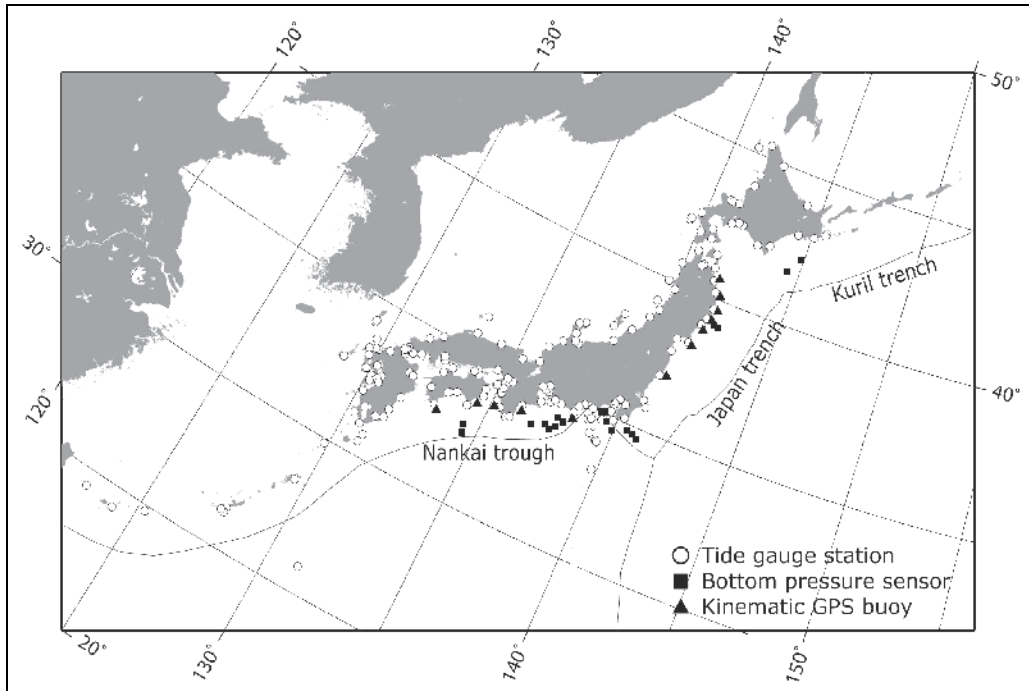 120°
130°
140°
50°
30°
Kuril trench
Japan trench
120°
40°
Nankai trough
Tide gauge station
Bottom pressure sensor
Kinematic GPS buoy
20°
130°
140°
150°